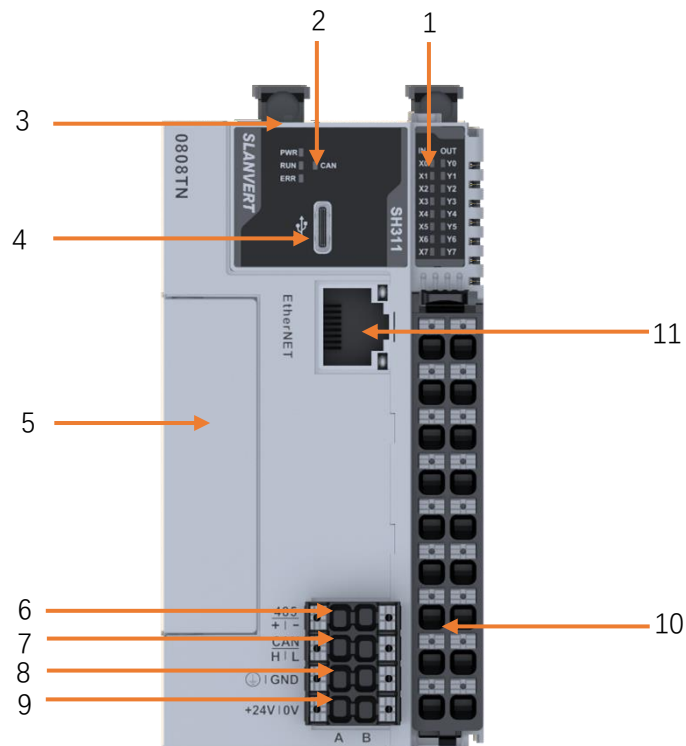 2
1
3
0808TN
SLANVERT
PWR
RUN
CAN
ERR
SH311
IN OUT
X0 Y0
X1 Y1
X2 Y2
X3 Y3
X4 Y4
X5 Y5
X6 Y6
X7 Y7
4
EtherNET
11
5
6
485
+ | -
7
CAN
H | L
8
| GND
9
+24V | 0V
10
A B